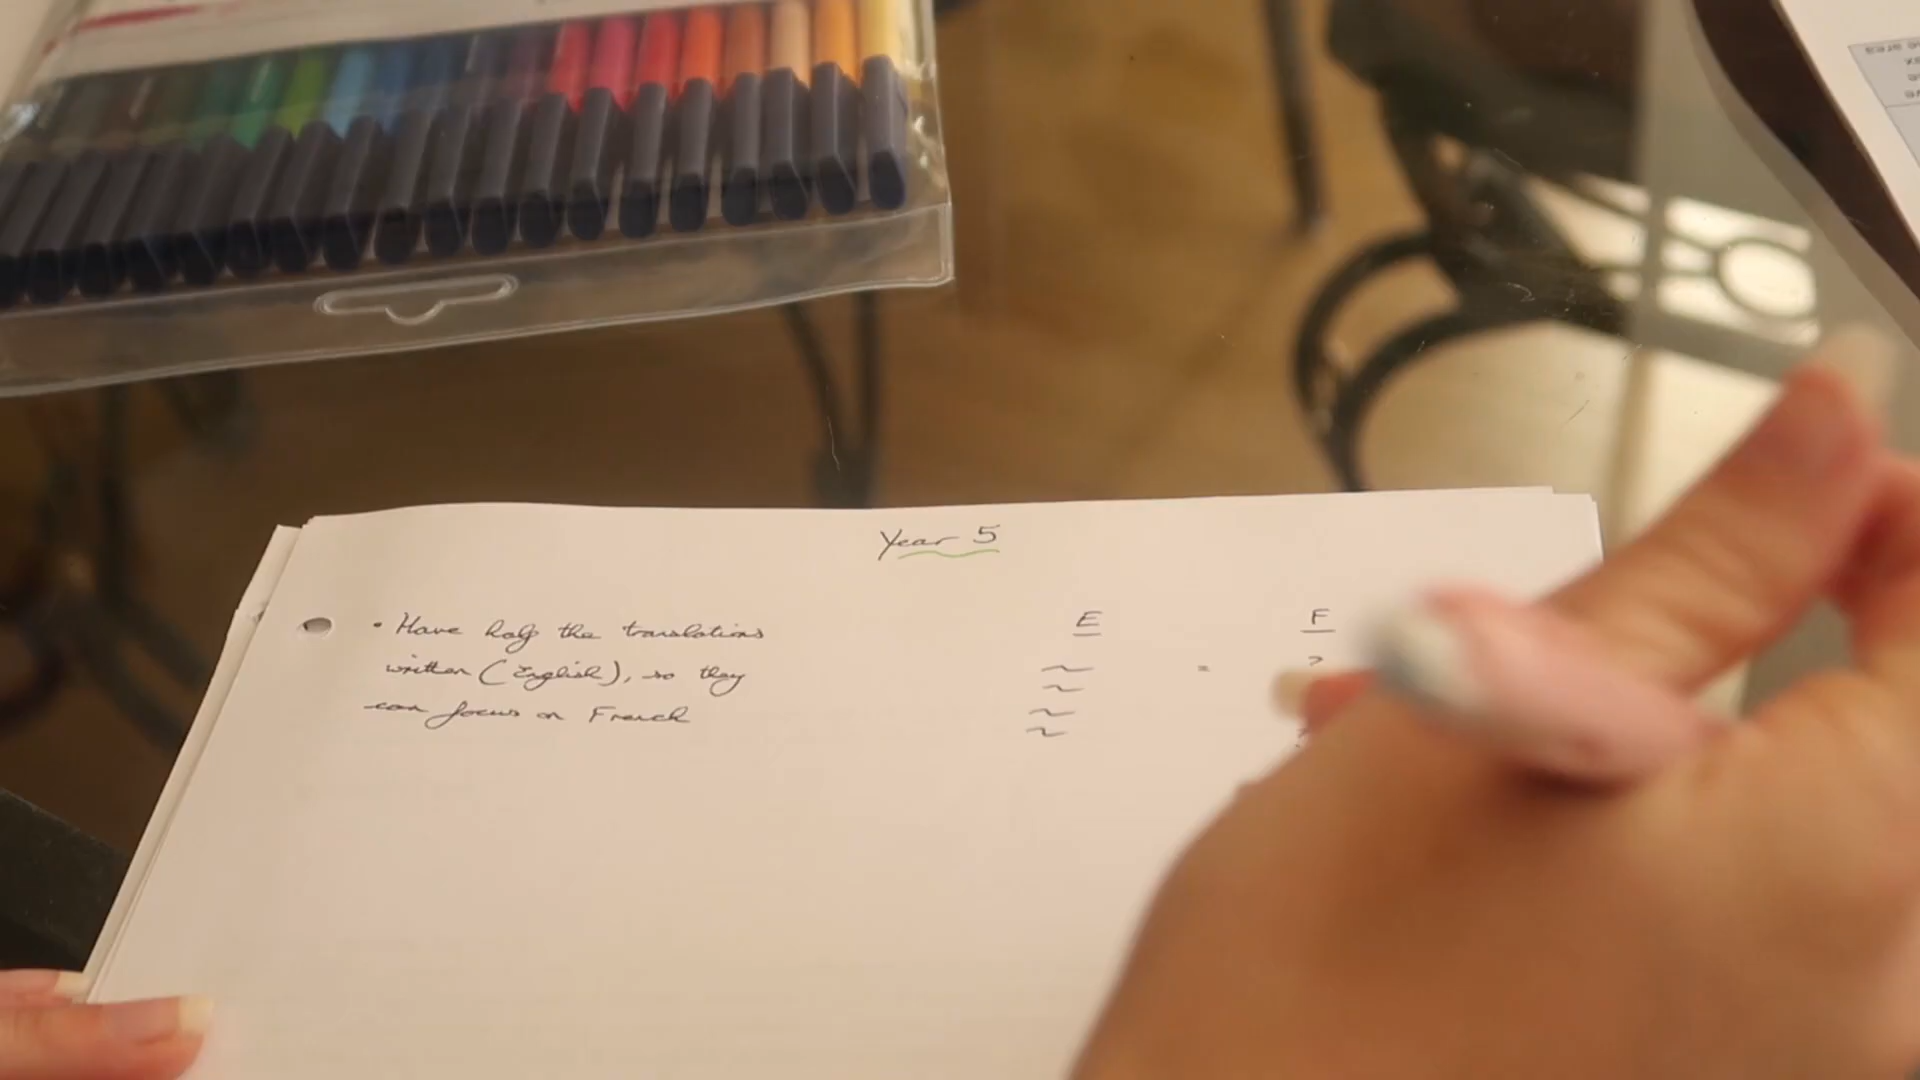 Year 5
• Have half the translations
written (English), so they
can focus on French
E F
~ = ?
~
~
~